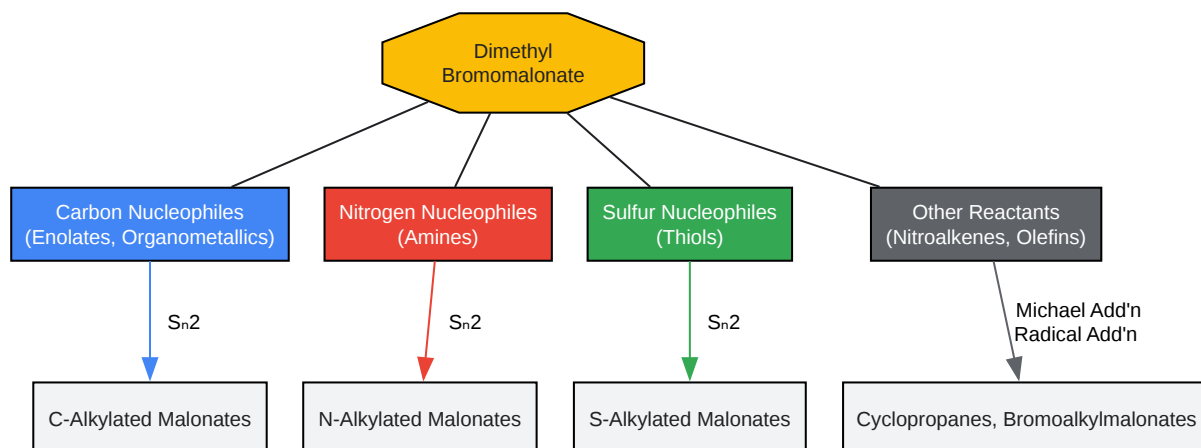 Dimethyl
Bromomalonate
Carbon Nucleophiles
(Enolates, Organometallics)
Nitrogen Nucleophiles
(Amines)
Sulfur Nucleophiles
(Thiols)
Other Reactants
(Nitroalkenes, Olefins)
Sₙ2
Sₙ2
Sₙ2
Michael Add'n
Radical Add'n
C-Alkylated Malonates
N-Alkylated Malonates
S-Alkylated Malonates
Cyclopropanes, Bromoalkylmalonates